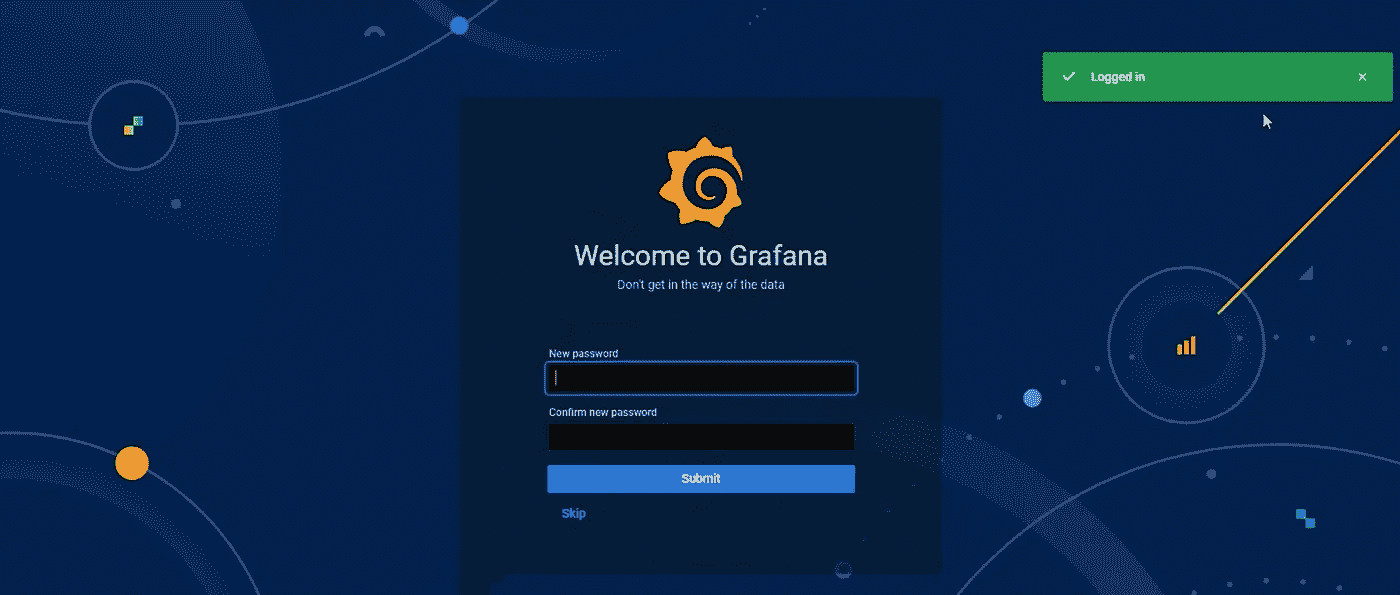 Logged in
Welcome to Grafana
Don't get in the way of the data
New password
Confirm new password
Submit
Skip